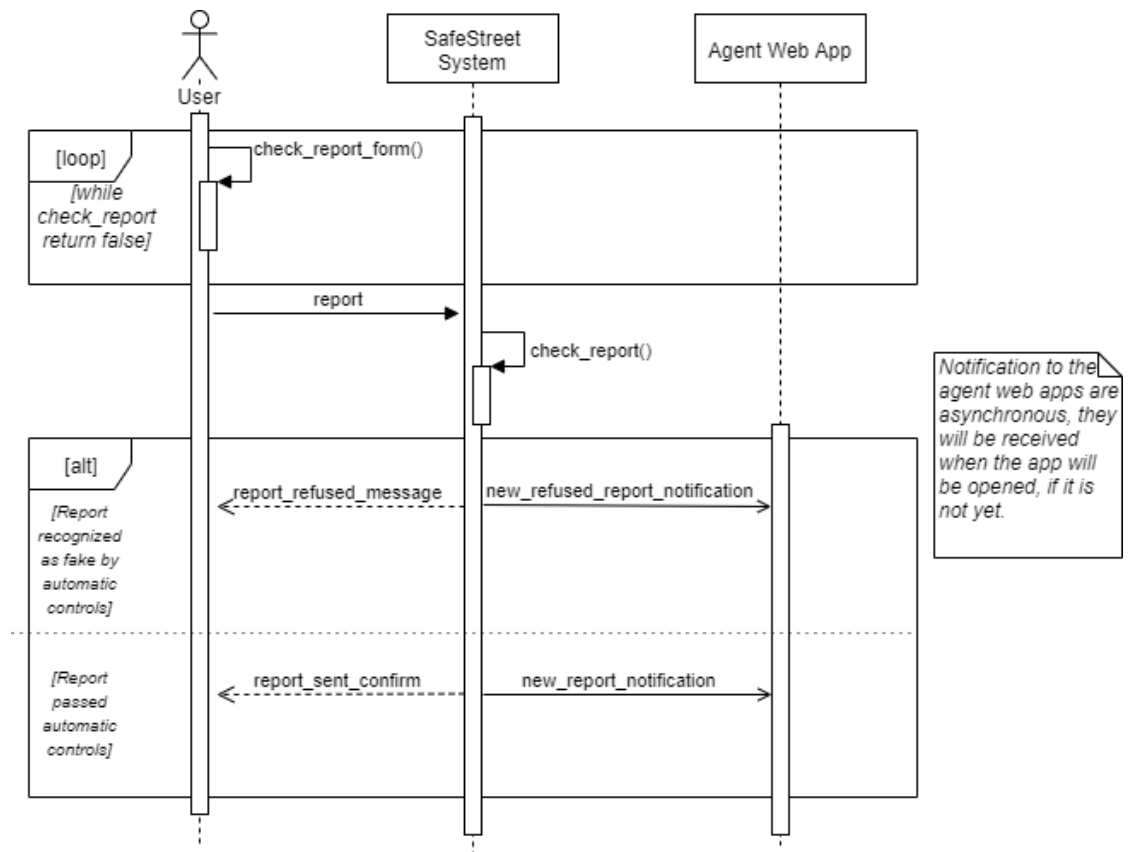 SafeStreet
System
Agent Web App
User
[loop]
check_report_form()
[while
check_report
return false]
report
check_report()
Notification to the
agent web apps are
asynchronous, they
will be received
when the app will
be opened, if it is
not yet.
[alt]
report_refused_message
new_refused_report_notification
[Report
recognized
as fake by
automatic
controls]
report_sent_confirm
new_report_notification
[Report
passed
automatic
controls]